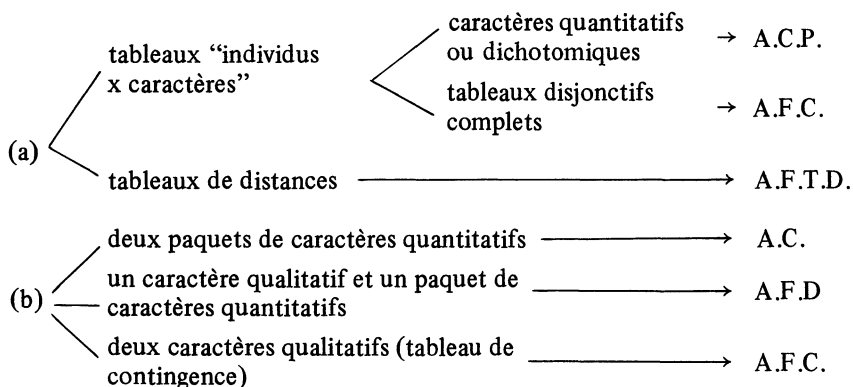 caractères quantitatifs
ou dichotomiques → A.C.P.
tableaux “individus
x caractères”
tableaux disjonctifs
complets → A.F.C.
(a)
tableaux de distances → A.F.T.D.
deux paquets de caractères quantitatifs → A.C.
un caractère qualitatif et un paquet de
caractères quantitatifs → A.F.D
(b)
deux caractères qualitatifs (tableau de
contingence) → A.F.C.